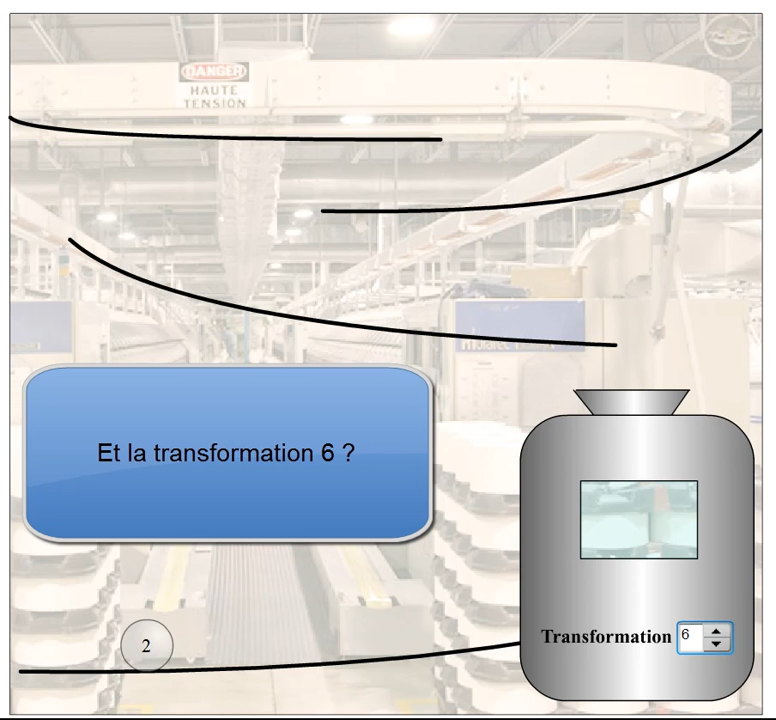 DANGER
HAUTE
TENSION
Et la transformation 6 ?
Transformation 6
2